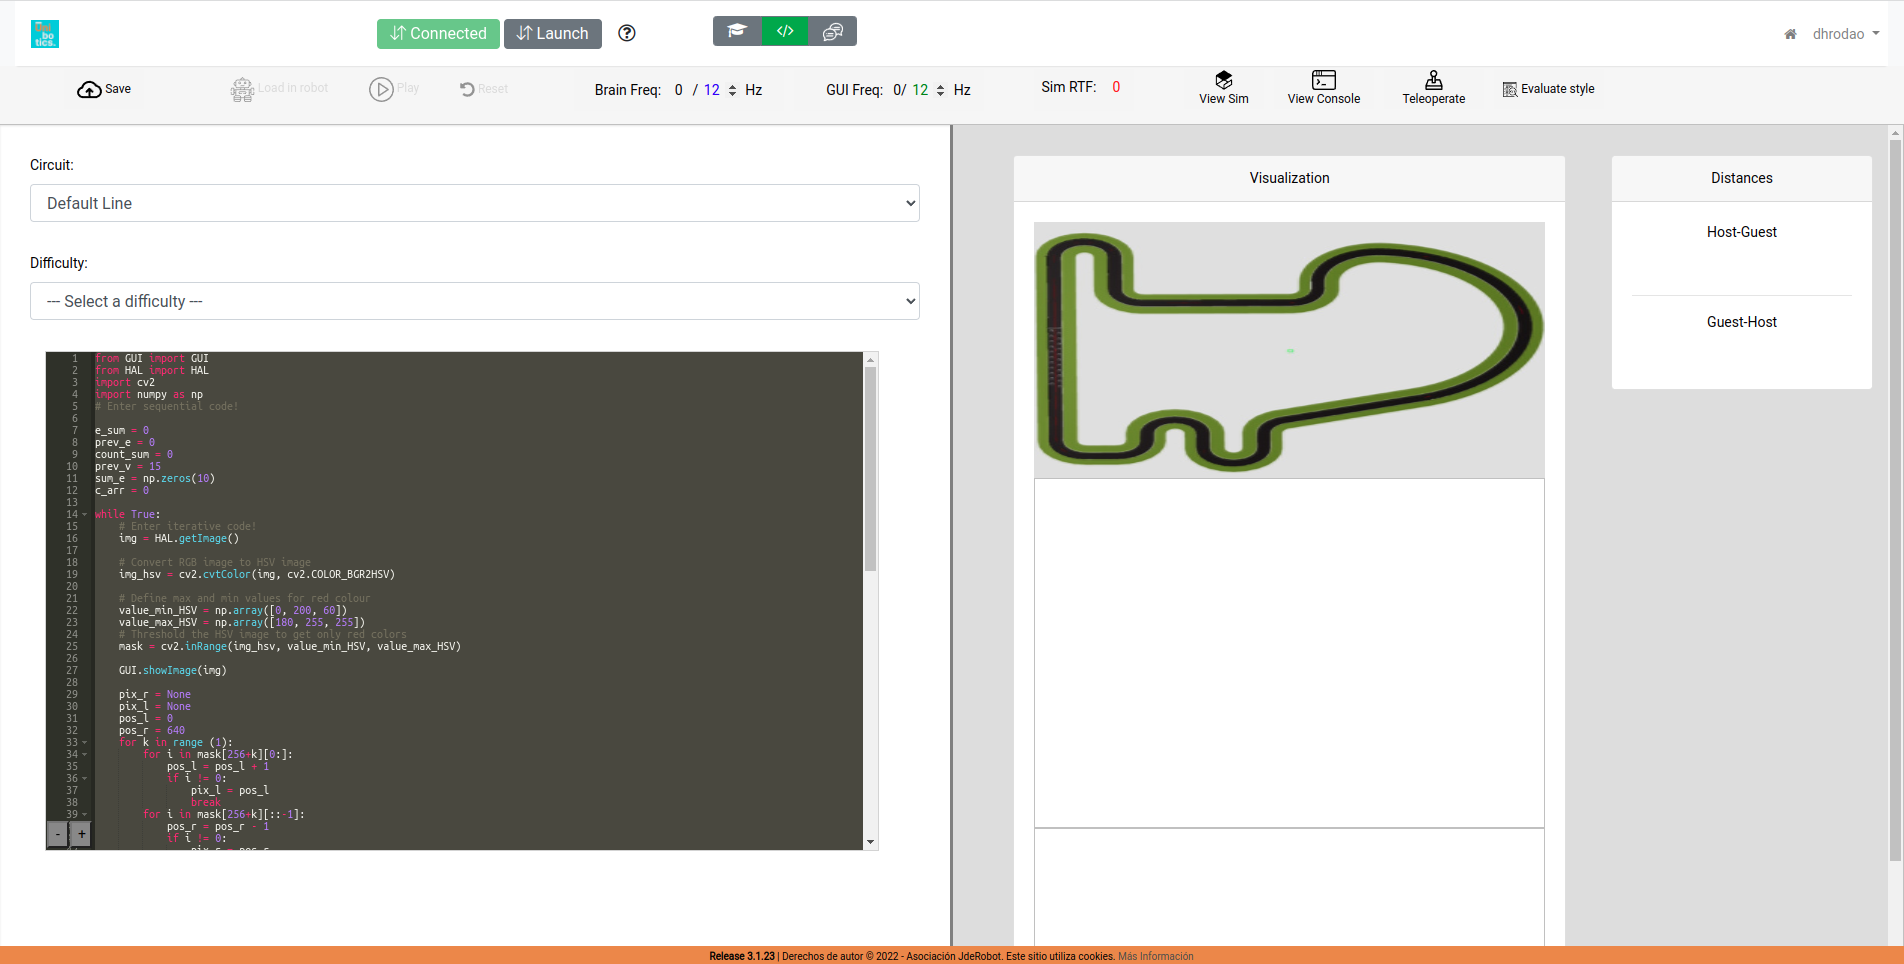 bo
tics.
Connected
Launch
dhrodao
Save
Load in robot
Play
Reset
Brain Freq: 0 / 12 Hz
GUI Freq: 0/ 12 Hz
Sim RTF: 0
View Sim
View Console
Teleoperate
Evaluate style
Circuit:
Default Line
Difficulty:
--- Select a difficulty ---
1 from GUI import GUI
2 from HAL import HAL
3 import cv2
4 import numpy as np
5 # Enter sequential code!
6
7 e_sum = 0
8 prev_e = 0
9 count_sum = 0
10 prev_v = 15
11 sum_e = np.zeros(10)
12 c_arr = 0
13
14 while True:
15 # Enter iterative code!
16 img = HAL.getImage()
17
18 # Convert RGB image to HSV image
19 img_hsv = cv2.cvtColor(img, cv2.COLOR_BGR2HSV)
20
21 # Define max and min values for red colour
22 value_min_HSV = np.array([0, 200, 60])
23 value_max_HSV = np.array([180, 255, 255])
24 # Threshold the HSV image to get only red colors
25 mask = cv2.inRange(img_hsv, value_min_HSV, value_max_HSV)
26
27 GUI.showImage(img)
28
29 pix_r = None
30 pix_l = None
31 pos_l = 0
32 pos_r = 640
33 for k in range (1):
34 for i in mask[256+k][0:]:
35 pos_l = pos_l + 1
36 if i != 0:
37 pix_l = pos_l
38 break
39 for i in mask[256+k][::-1]:
pos_r = pos_r - 1
if i != 0:
- +
Visualization
Distances
Host-Guest
Guest-Host
Release 3.1.23 | Derechos de autor © 2022 - Asociación JdeRobot. Este sitio utiliza cookies. Más Información